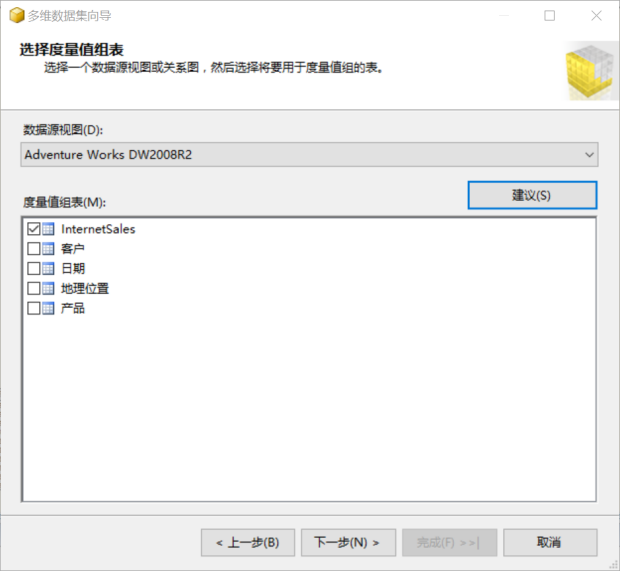 多维数据集向导
选择度量值组表
选择一个数据源视图或关系图，然后选择将要用于度量值组的表。
数据源视图(D):
Adventure Works DW2008R2
建议(S)
度量值组表(M):
InternetSales
客户
日期
地理位置
产品
< 上一步(B)
下一步(N) >
完成(F) >>|
取消